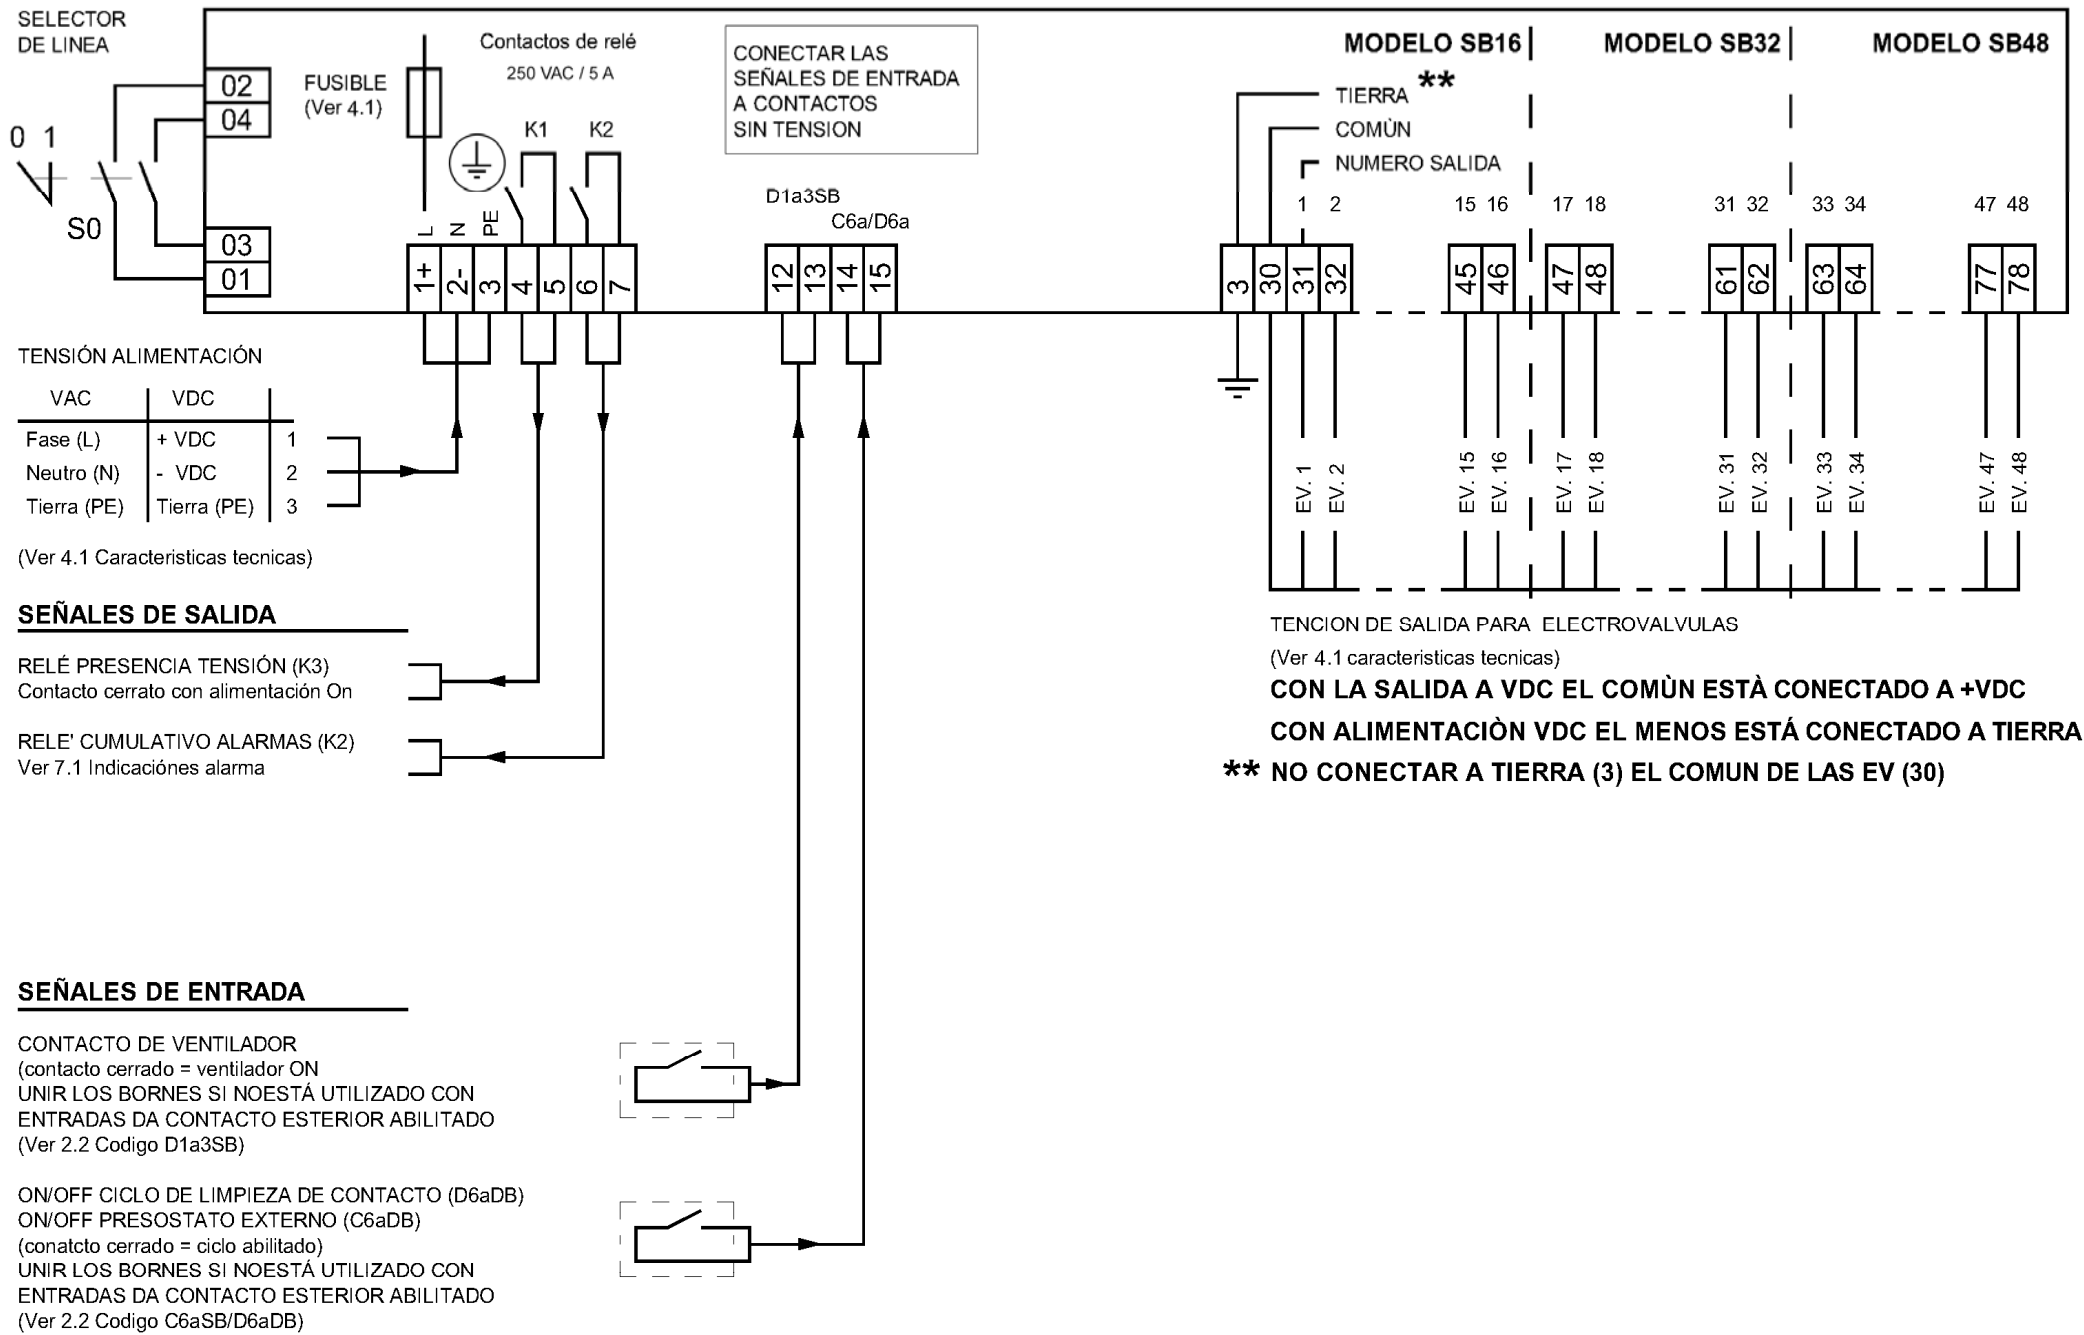 SELECTOR
DE LINEA
02
04
03
01
0 1
S0
FUSIBLE
(Ver 4.1)
Contactos de relé
250 VAC / 5 A
K1
K2
L
N
PE
1+
2-
3
4
5
6
7
CONECTAR LAS
SEÑALES DE ENTRADA
A CONTACTOS
SIN TENSION
D1a3SB
C6a/D6a
12
13
14
15
MODELO SB16
MODELO SB32
MODELO SB48
TIERRA **
COMÙN
NUMERO SALIDA
1 2 15 16 17 18 31 32 33 34 47 48
3 30 31 32 45 46 47 48 61 62 63 64 77 78
EV. 1
EV. 2
EV. 15
EV. 16
EV. 17
EV. 18
EV. 31
EV. 32
EV. 33
EV. 34
EV. 47
EV. 48
TENCION DE SALIDA PARA ELECTROVALVULAS
(Ver 4.1 caracteristicas tecnicas)
CON LA SALIDA A VDC EL COMÙN ESTÀ CONECTADO A +VDC
CON ALIMENTACIÒN VDC EL MENOS ESTÁ CONECTADO A TIERRA
** NO CONECTAR A TIERRA (3) EL COMUN DE LAS EV (30)
TENSIÓN ALIMENTACIÓN
VAC VDC
Fase (L) + VDC 1
Neutro (N) - VDC 2
Tierra (PE) Tierra (PE) 3
(Ver 4.1 Caracteristicas tecnicas)
SEÑALES DE SALIDA
RELÉ PRESENCIA TENSIÓN (K3)
Contacto cerrato con alimentación On
RELE' CUMULATIVO ALARMAS (K2)
Ver 7.1 Indicaciónes alarma
SEÑALES DE ENTRADA
CONTACTO DE VENTILADOR
(contacto cerrado = ventilador ON
UNIR LOS BORNES SI NOESTÁ UTILIZADO CON
ENTRADAS DA CONTACTO ESTERIOR ABILITADO
(Ver 2.2 Codigo D1a3SB)
ON/OFF CICLO DE LIMPIEZA DE CONTACTO (D6aDB)
ON/OFF PRESOSTATO EXTERNO (C6aDB)
(conatcto cerrado = ciclo abilitado)
UNIR LOS BORNES SI NOESTÁ UTILIZADO CON
ENTRADAS DA CONTACTO ESTERIOR ABILITADO
(Ver 2.2 Codigo C6aSB/D6aDB)